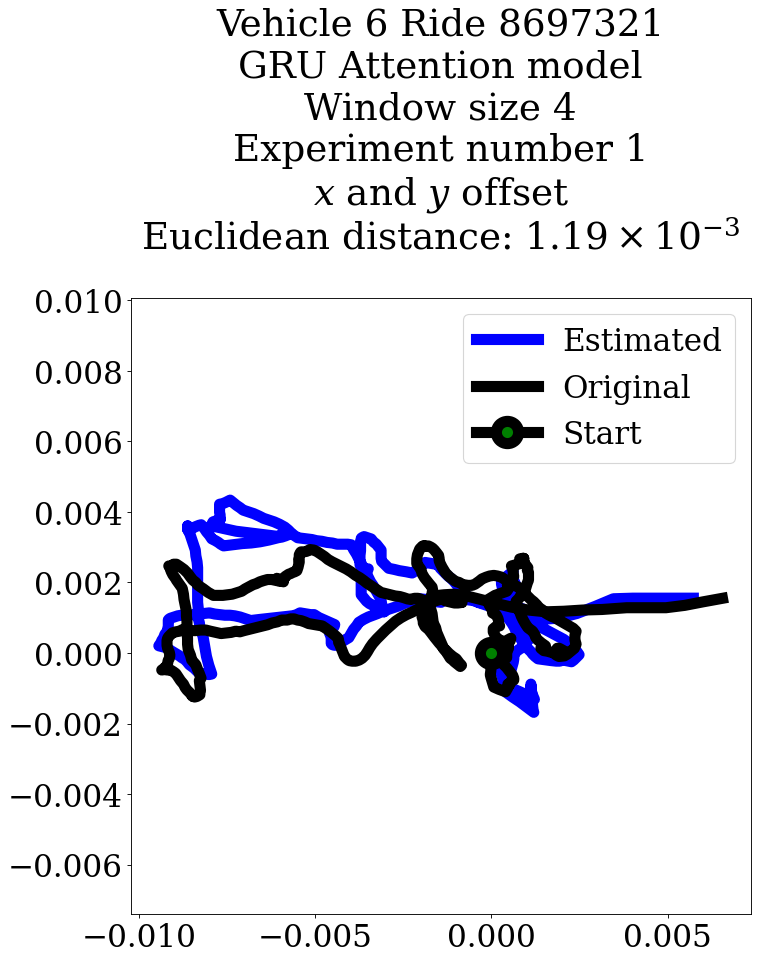 Vehicle 6 Ride 8697321
GRU Attention model
Window size 4
Experiment number 1
x and y offset
Euclidean distance: 1.19 × 10⁻³
0.010
0.008
0.006
0.004
0.002
0.000
−0.002
−0.004
−0.006
Estimated
Original
Start
−0.010 −0.005 0.000 0.005